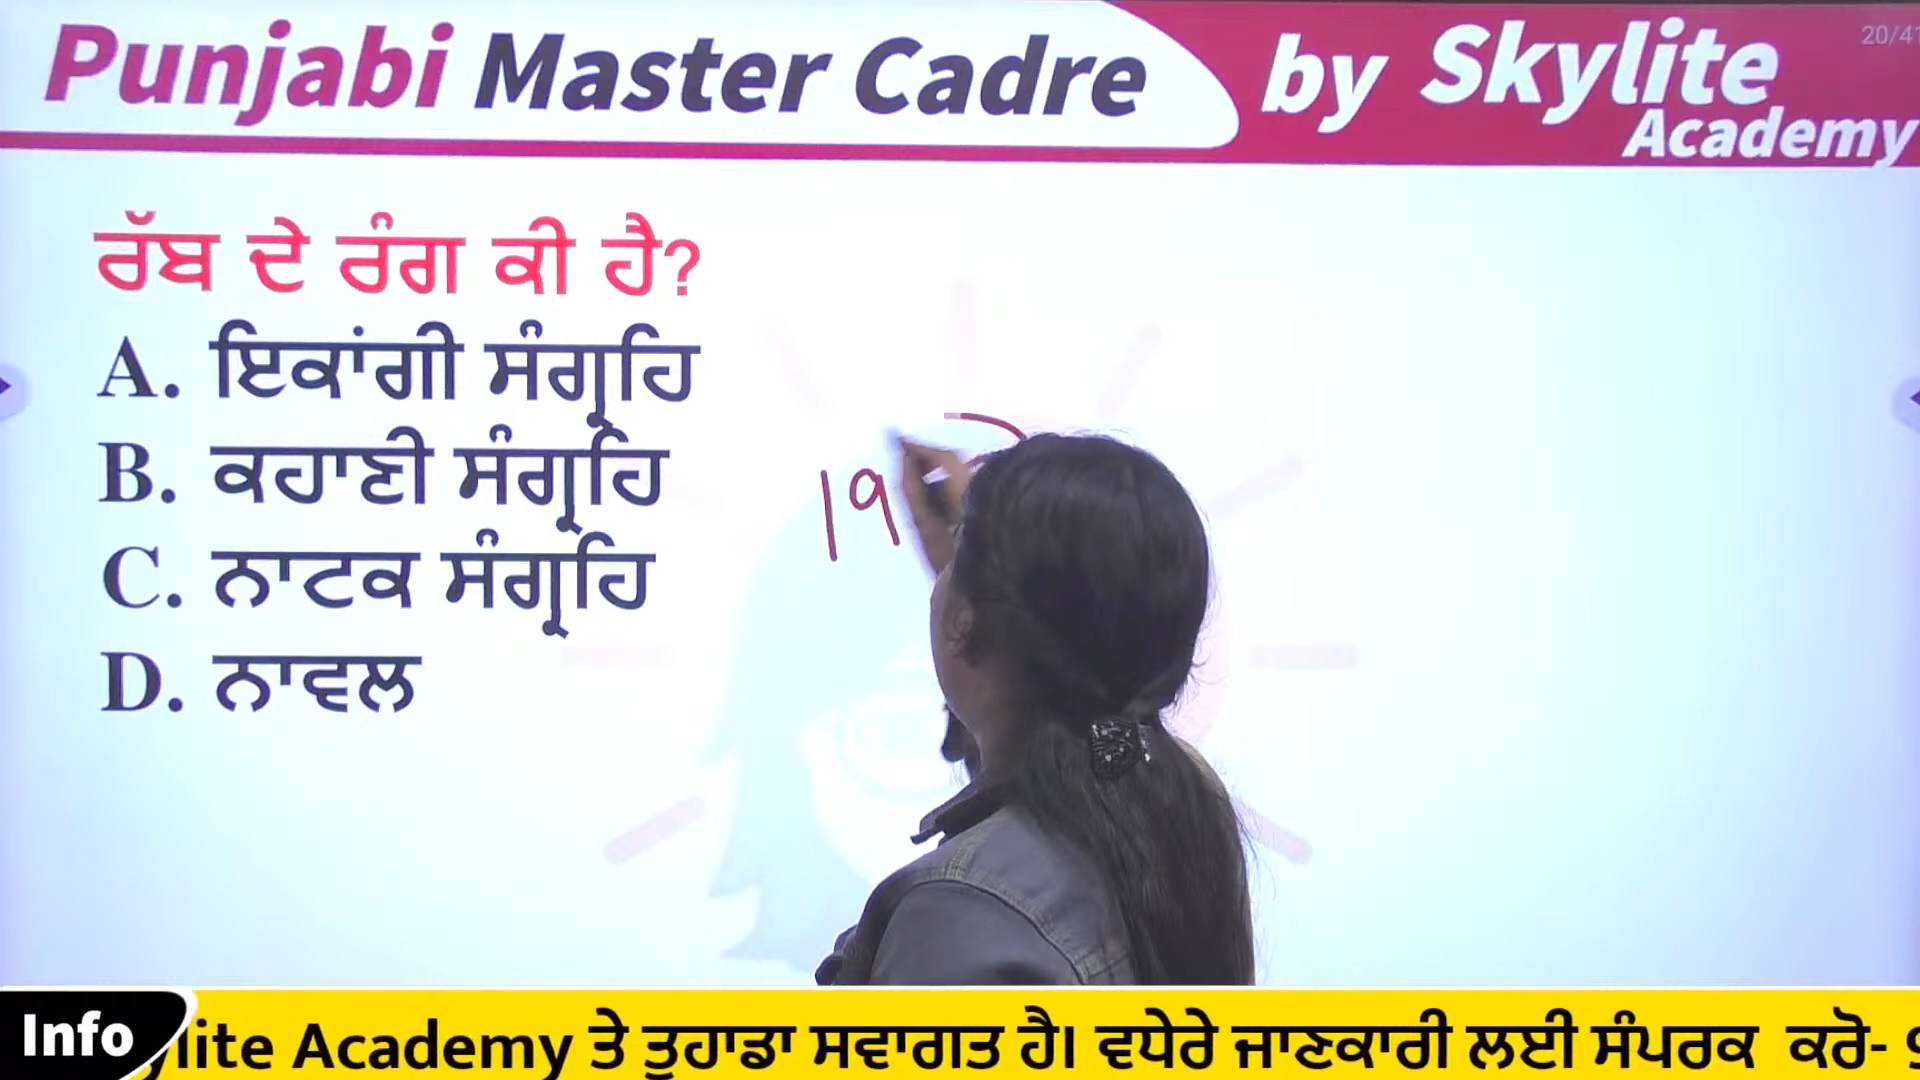 Punjabi Master Cadre by Skylite
Academy
20/41
ਰੱਬ ਦੇ ਰੰਗ ਕੀ ਹੈ?
A. ਇਕਾਂਗੀ ਸੰਗ੍ਰਹਿ
B. ਕਹਾਣੀ ਸੰਗ੍ਰਹਿ
C. ਨਾਟਕ ਸੰਗ੍ਰਹਿ
D. ਨਾਵਲ
19
Info lite Academy ਤੇ ਤੁਹਾਡਾ ਸਵਾਗਤ ਹੈ। ਵਧੇਰੇ ਜਾਣਕਾਰੀ ਲਈ ਸੰਪਰਕ ਕਰੋ- 9